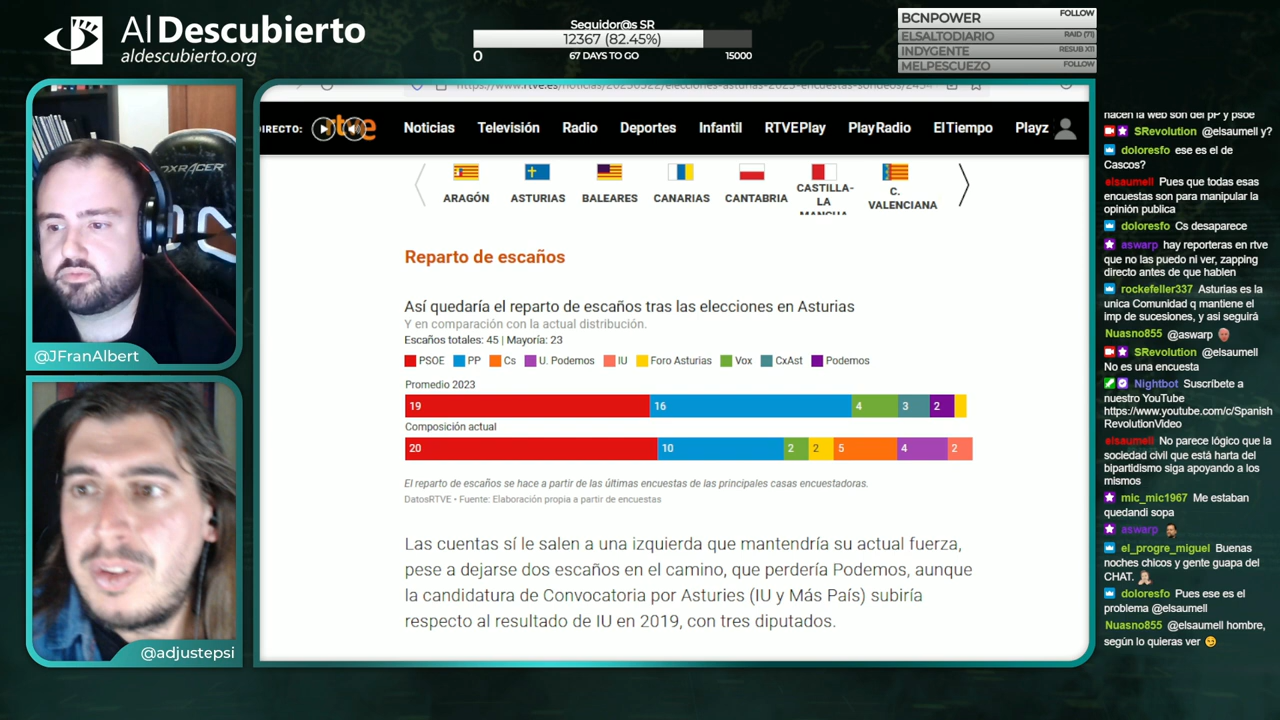 Al Descubierto
aldescubierto.org
Seguidor@s SR
12367 (82.45%)
0
67 DAYS TO GO
15000
BCNPOWER
FOLLOW
ELSALTODIARIO
RAID (71)
INDYGENTE
RESUB X11
MELPESCUEZO
FOLLOW
@JFranAlbert
DXRACER
@adjustepsi
DIRECTO:
rtve
Noticias
Televisión
Radio
Deportes
Infantil
RTVEPlay
PlayRadio
ElTiempo
Playz
ARAGÓN
ASTURIAS
BALEARES
CANARIAS
CANTABRIA
CASTILLA-
LA
MANCHA
C.
VALENCIANA
Reparto de escaños
Así quedaría el reparto de escaños tras las elecciones en Asturias
Y en comparación con la actual distribución.
Escaños totales: 45 | Mayoría: 23
PSOE PP Cs U. Podemos IU Foro Asturias Vox CxAst Podemos
Promedio 2023
19 16 4 3 2
Composición actual
20 10 2 2 5 4 2
El reparto de escaños se hace a partir de las últimas encuestas de las principales casas encuestadoras.
DatosRTVE • Fuente: Elaboración propia a partir de encuestas
Las cuentas sí le salen a una izquierda que mantendría su actual fuerza,
pese a dejarse dos escaños en el camino, que perdería Podemos, aunque
la candidatura de Convocatoria por Asturies (IU y Más País) subiría
respecto al resultado de IU en 2019, con tres diputados.
hacen la web son del pP y psoe
SRevolution @elsaumell y?
doloresfo ese es el de
Cascos?
elsaumell Pues que todas esas
encuestas son para manipular la
opinión publica
doloresfo Cs desaparece
aswarp hay reporteras en rtve
que no las puedo ni ver, zapping
directo antes de que hablen
rockefeller337 Asturias es la
unica Comunidad q mantiene el
imp de sucesiones, y asi seguirá
Nuasno855 @aswarp
SRevolution @elsaumell
No es una encuesta
Nightbot Suscríbete a
nuestro YouTube
https://www.youtube.com/c/Spanish
RevolutionVideo
elsaumell No parece lógico que la
sociedad civil que está harta del
bipartidismo siga apoyando a los
mismos
mic_mic1967 Me estaban
quedandi sopa
aswarp
el_progre_miguel Buenas
noches chicos y gente guapa del
CHAT.
doloresfo Pues ese es el
problema @elsaumell
Nuasno855 @elsaumell hombre,
según lo quieras ver